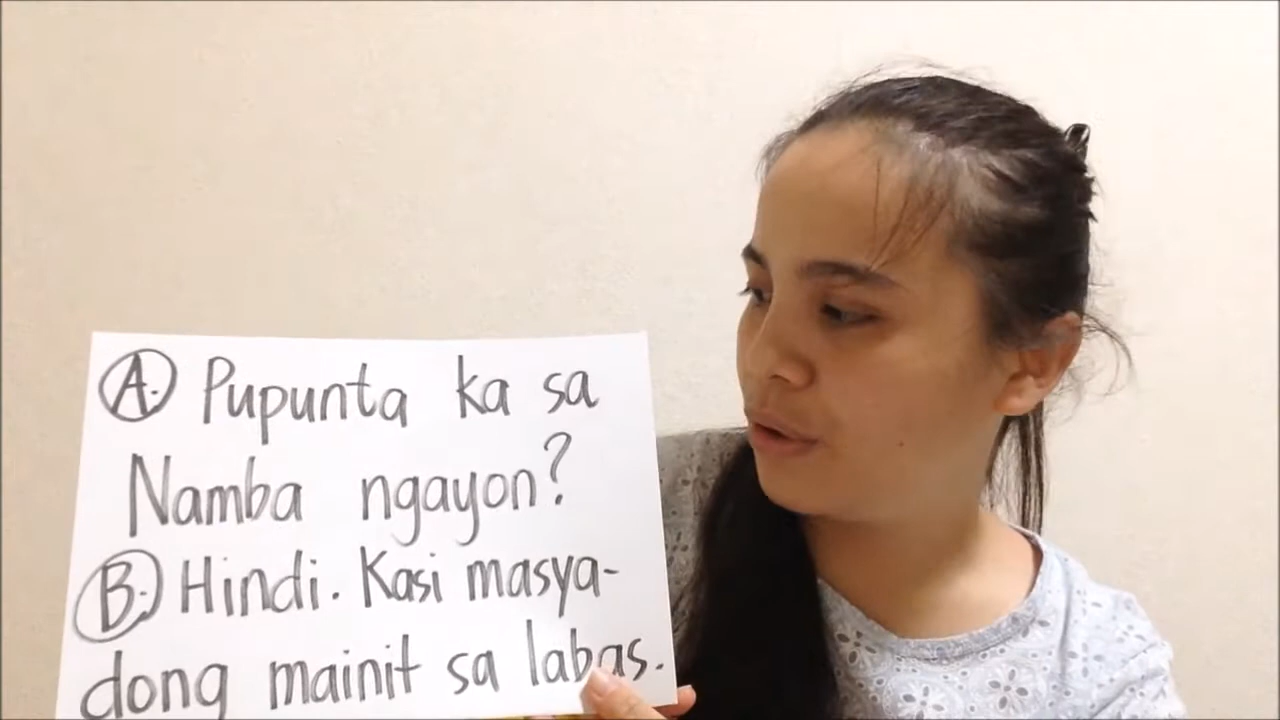 A. Pupunta ka sa
Namba ngayon?
B. Hindi. Kasi masya-
dong mainit sa labas.